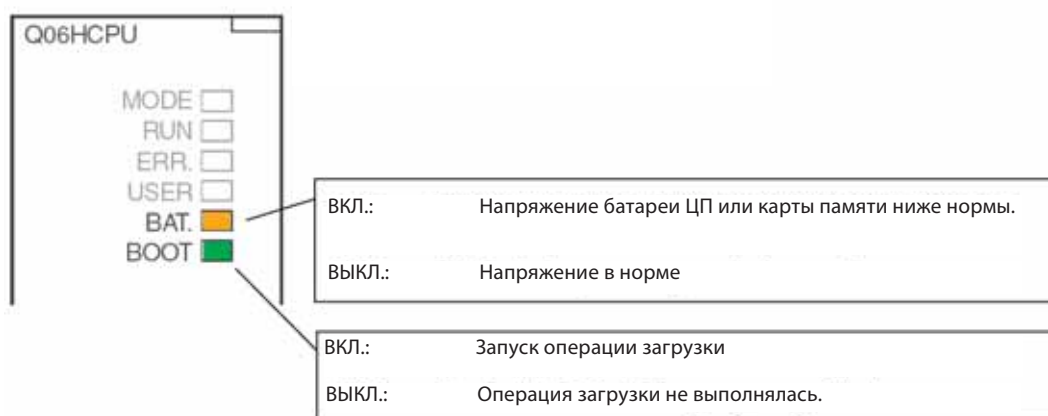 Q06HCPU
MODE
RUN
ERR.
USER
BAT.
BOOT
ВКЛ.: Напряжение батареи ЦП или карты памяти ниже нормы.
ВЫКЛ.: Напряжение в норме
ВКЛ.: Запуск операции загрузки
ВЫКЛ.: Операция загрузки не выполнялась.